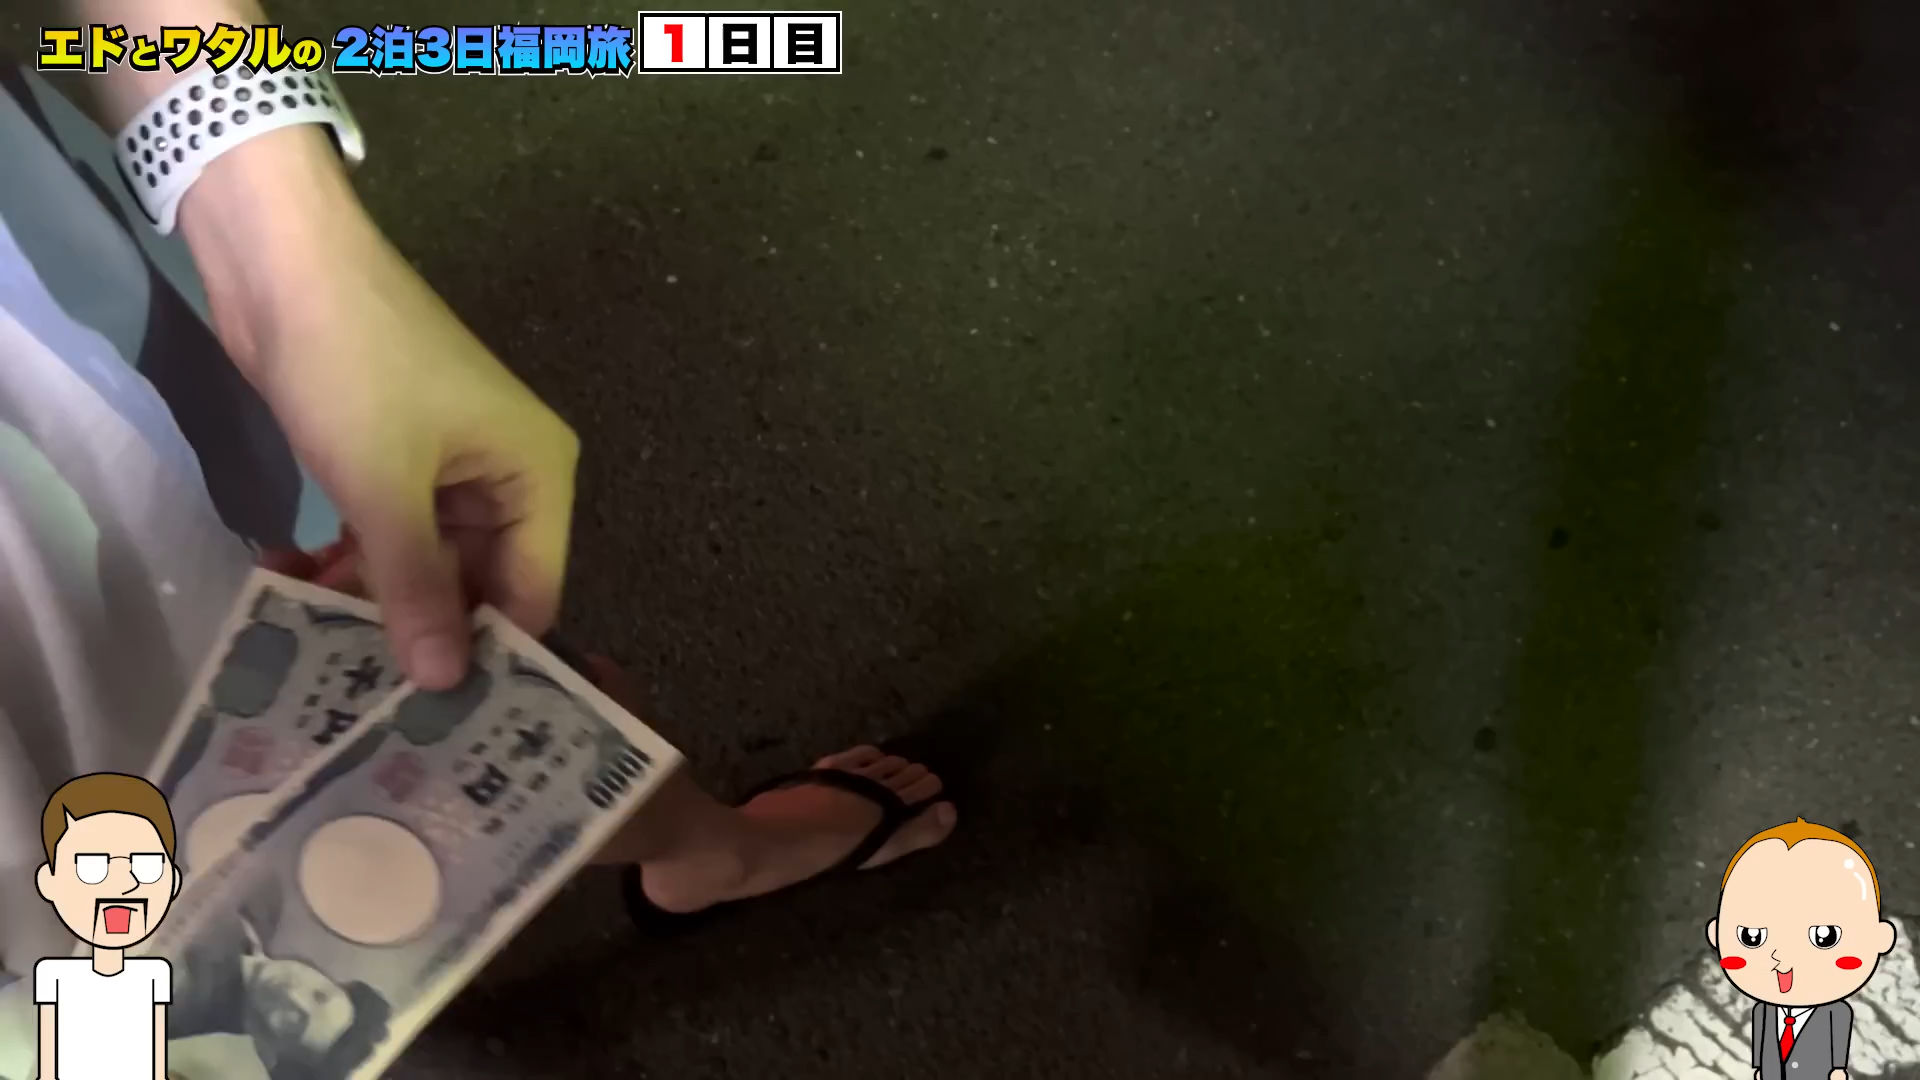 エドとワタルの 2泊3日福岡旅 1日目
千
円
千
円
1000